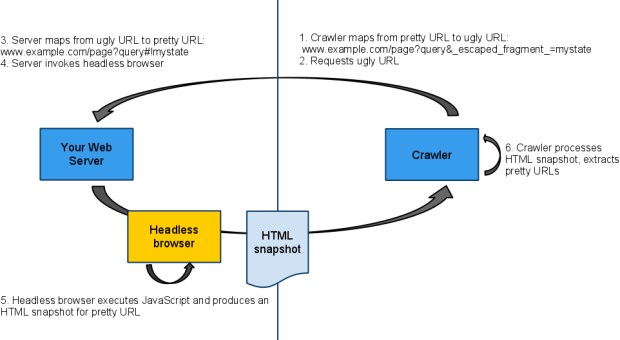 3. Server maps from ugly URL to pretty URL:
www.example.com/page?query#!mystate
4. Server invokes headless browser
1. Crawler maps from pretty URL to ugly URL:
www.example.com/page?query&_escaped_fragment_=mystate
2. Requests ugly URL
Your Web
Server
Crawler
6. Crawler processes
HTML snapshot, extracts
pretty URLs
Headless
browser
HTML
snapshot
5. Headless browser executes JavaScript and produces an
HTML snapshot for pretty URL